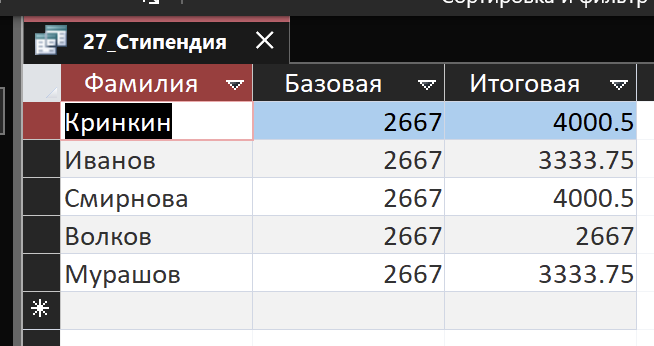 Сортировка и фильтр
27_Стипендия
Фамилия Базовая Итоговая
Кринкин 2667 4000.5
Иванов 2667 3333.75
Смирнова 2667 4000.5
Волков 2667 2667
Мурашов 2667 3333.75